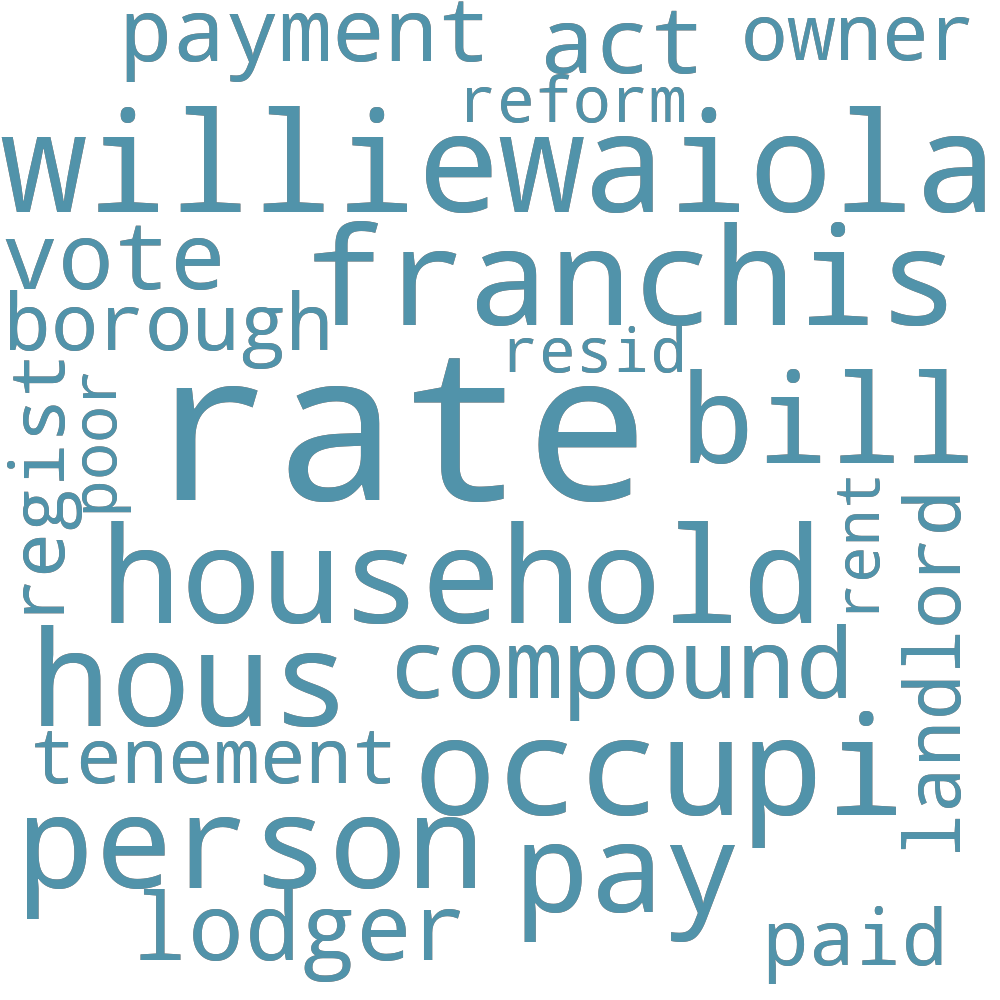 payment act owner
reform
williewaiola
vote franchis
borough
resid
regist
poor
rate
bill
rent
landlord
household
hous
compound
tenement
occupi
person
pay
lodger
paid